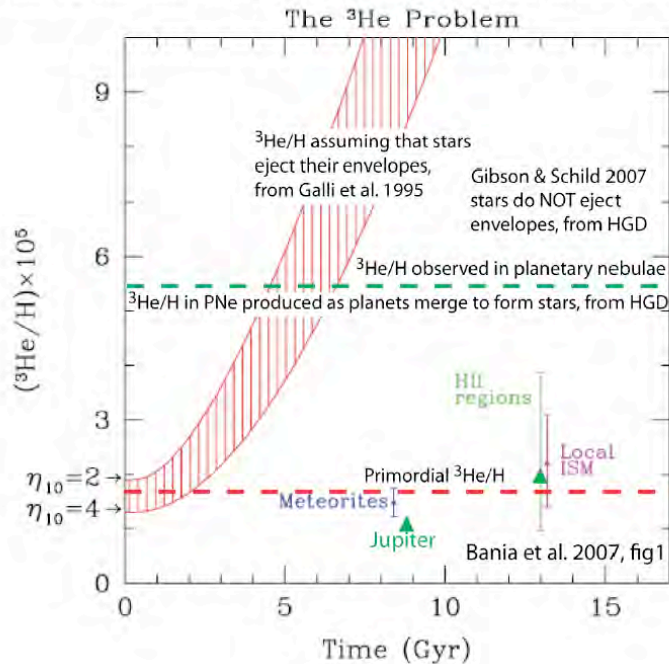 The ³He Problem
(³He/H)×10⁵
9
6
3
0
³He/H assuming that stars
eject their envelopes,
from Galli et al. 1995
Gibson & Schild 2007
stars do NOT eject
envelopes, from HGD
³He/H observed in planetary nebulae
³He/H in PNe produced as planets merge to form stars, from HGD
HII
regions
Local
ISM
η₁₀=2→
η₁₀=4→
Primordial ³He/H
Meteorites
Jupiter
Bania et al. 2007, fig1
0 5 10 15
Time (Gyr)